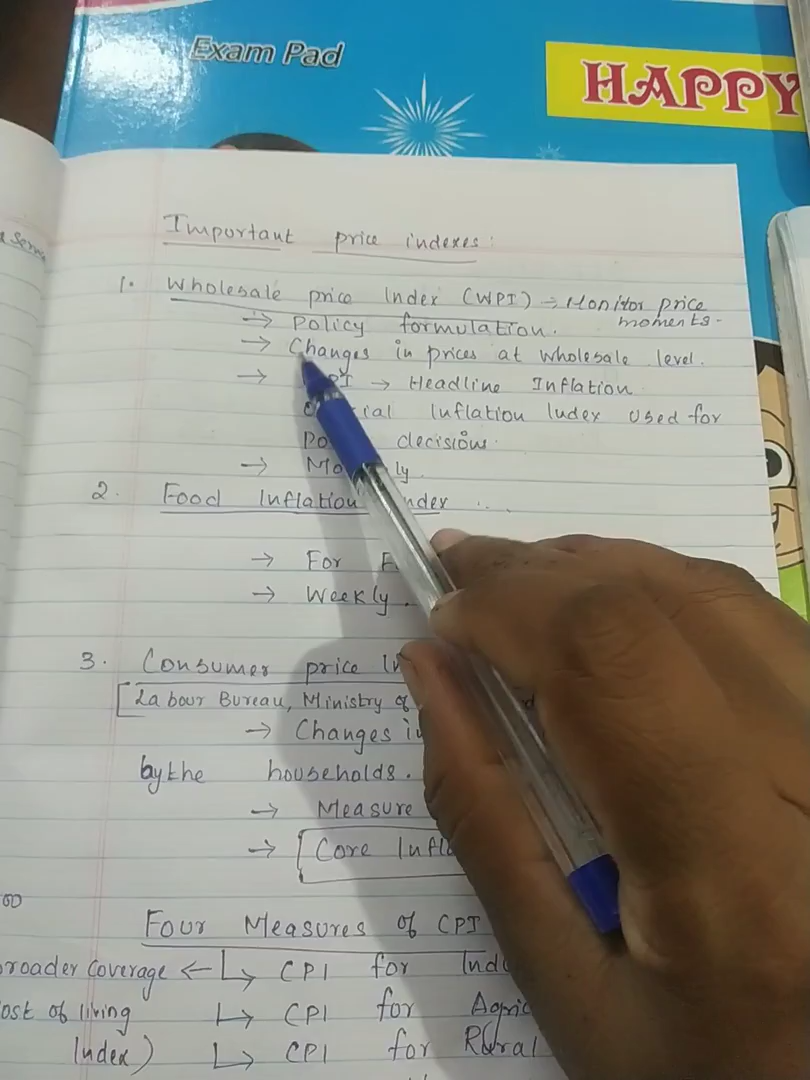 Exam Pad
HAPPY
Important price indexes:
1. Wholesale price Index (WPI) → Monitor price
moments.
→ Policy formulation.
→ Changes in prices at wholesale level.
→ → Headline Inflation
Inflation Index used for
decisions.
→
2. Food Inflation Index
→ For
→ Weekly.
3. Consumer price
[Labour Bureau, Ministry of
→ Changes
by the households.
→ Measure
→ [Core
Four Measures of CPI
broader coverage ← ↳ CPI for
cost of living ↳ CPI for
Index) ↳ CPI for Rural